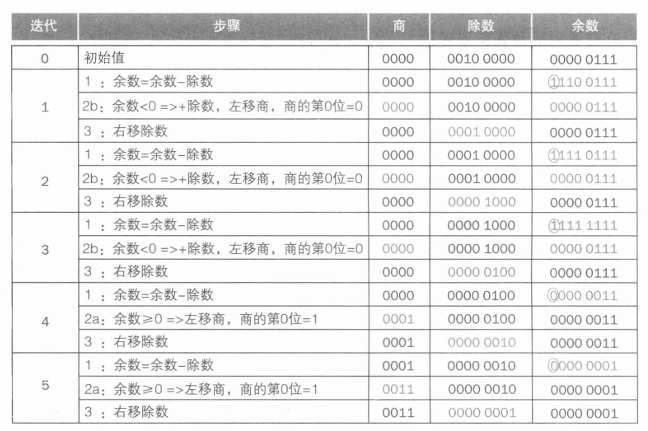 迭代 步骤 商 除数 余数
0 初始值 0000 0010 0000 0000 0111
1 : 余数=余数-除数 0000 0010 0000 1110 0111
1 2b: 余数<0 =>+除数, 左移商, 商的第0位=0 0000 0010 0000 0000 0111
3 : 右移除数 0000 0001 0000 0000 0111
1 : 余数=余数-除数 0000 0001 0000 1111 0111
2 2b: 余数<0 =>+除数, 左移商, 商的第0位=0 0000 0001 0000 0000 0111
3 : 右移除数 0000 0000 1000 0000 0111
1 : 余数=余数-除数 0000 0000 1000 1111 1111
3 2b: 余数<0 =>+除数, 左移商, 商的第0位=0 0000 0000 1000 0000 0111
3 : 右移除数 0000 0000 0100 0000 0111
1 : 余数=余数-除数 0000 0000 0100 0000 0011
4 2a: 余数≥0 =>左移商, 商的第0位=1 0001 0000 0100 0000 0011
3 : 右移除数 0001 0000 0010 0000 0011
1 : 余数=余数-除数 0001 0000 0010 0000 0001
5 2a: 余数≥0 =>左移商, 商的第0位=1 0011 0000 0010 0000 0001
3 : 右移除数 0011 0000 0001 0000 0001